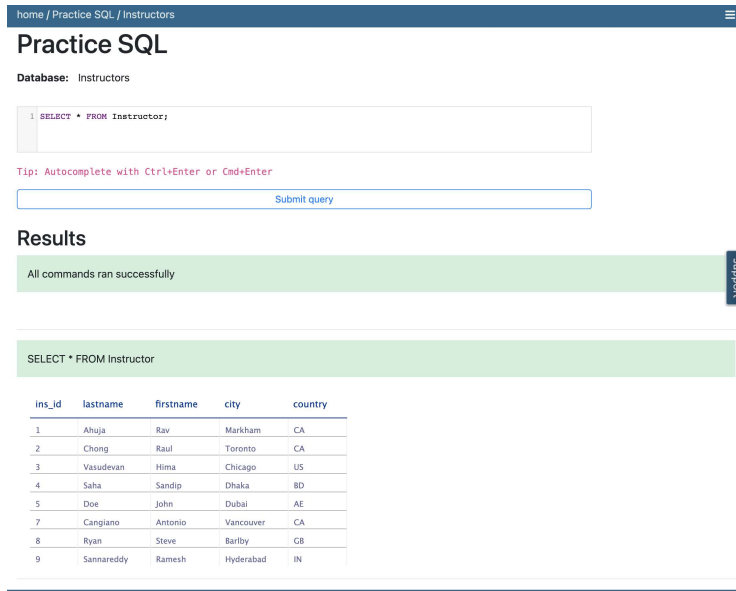 home / Practice SQL / Instructors
Practice SQL
Database: Instructors
1 SELECT * FROM Instructor;
Tip: Autocomplete with Ctrl+Enter or Cmd+Enter
Submit query
Results
All commands ran successfully
Support
SELECT * FROM Instructor
ins_id lastname firstname city country
1 Ahuja Rav Markham CA
2 Chong Raul Toronto CA
3 Vasudevan Hima Chicago US
4 Saha Sandip Dhaka BD
5 Doe John Dubai AE
7 Cangiano Antonio Vancouver CA
8 Ryan Steve Barlby GB
9 Sannareddy Ramesh Hyderabad IN